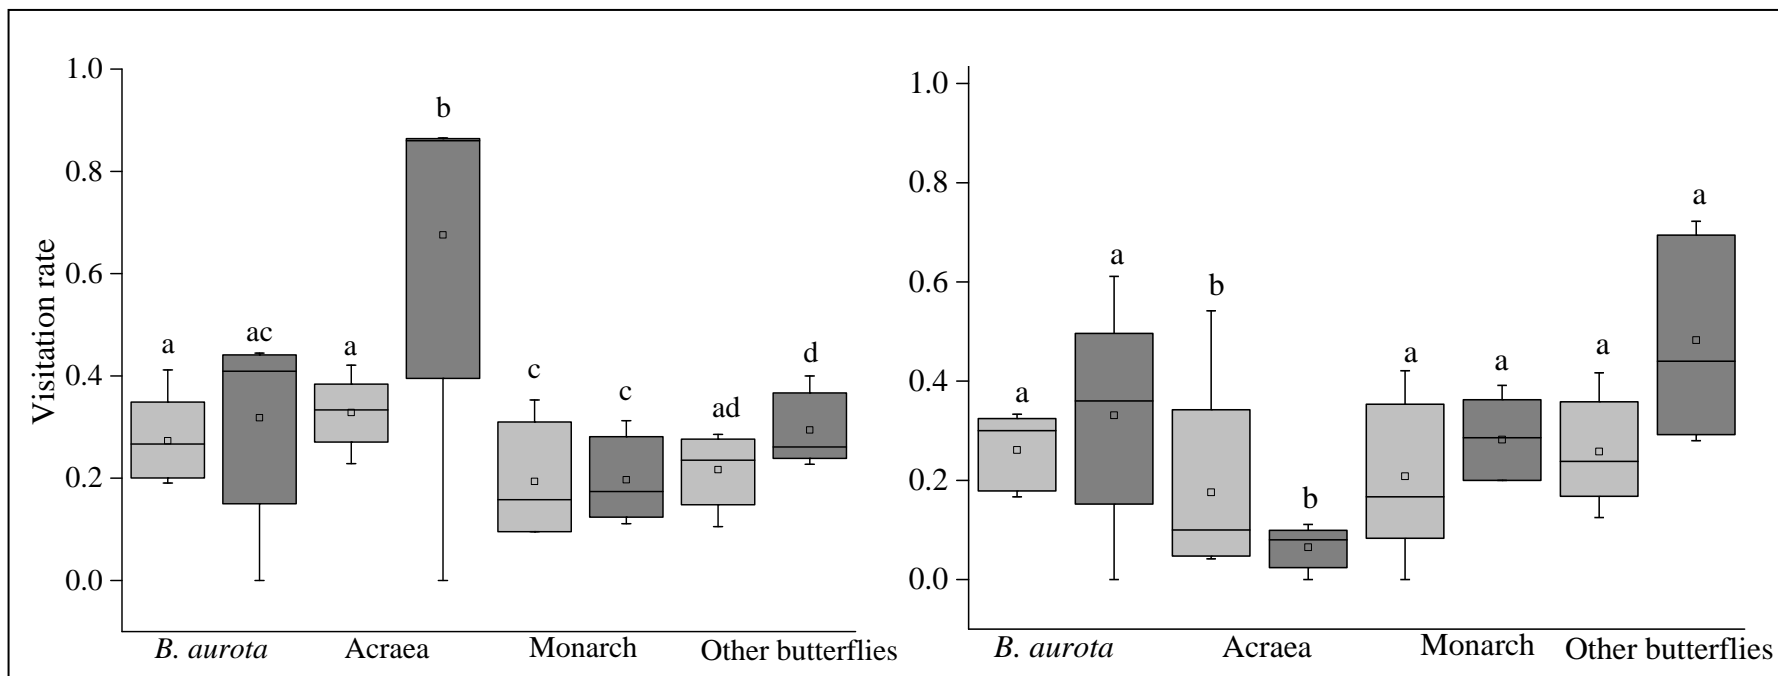 Visitation rate
1.0
0.8
0.6
0.4
0.2
0.0
a
ac
a
b
c
c
ad
d
B. aurota
Acraea
Monarch
Other butterflies
1.0
0.8
0.6
0.4
0.2
0.0
a
a
b
b
a
a
a
a
B. aurota
Acraea
Monarch
Other butterflies